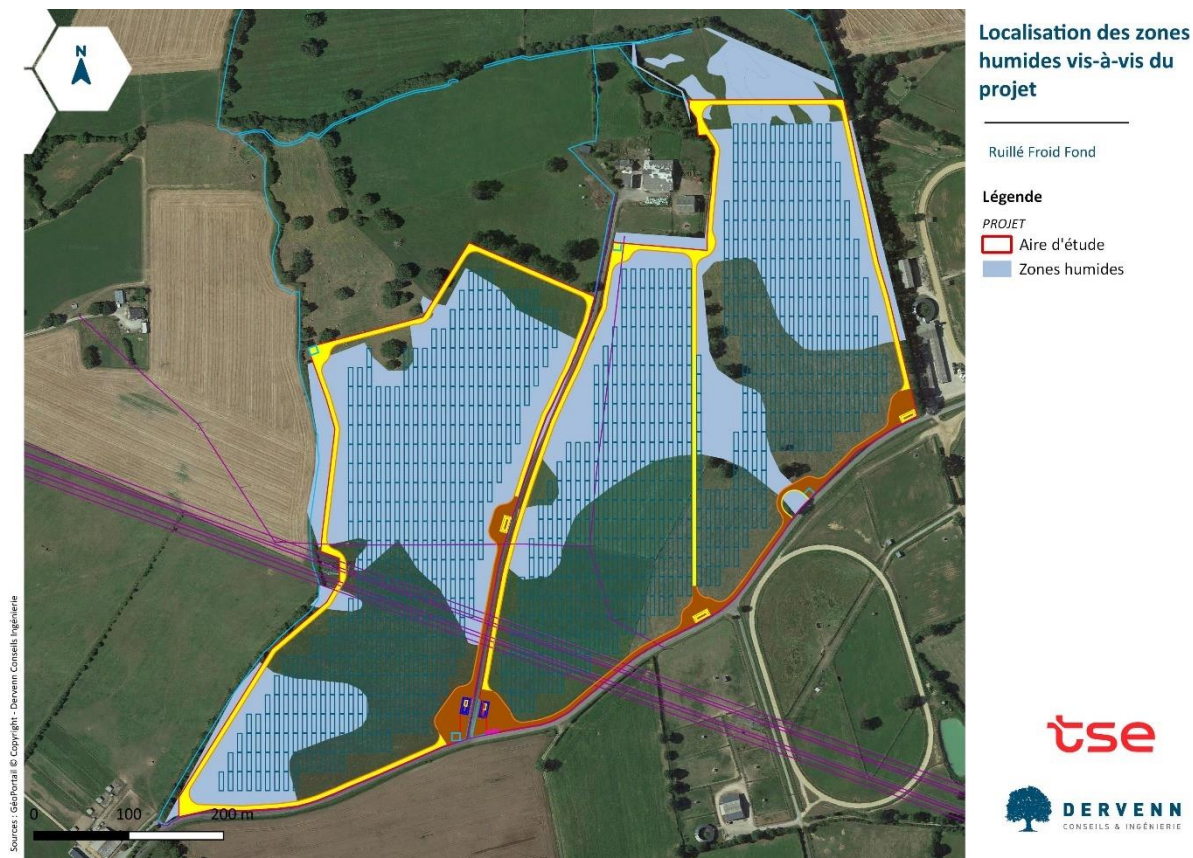 Localisation des zones
humides vis-à-vis du
projet
Ruillé Froid Fond
Légende
PROJET
Aire d'étude
Zones humides
N
0 100 200 m
Sources : GéoPortail © Copyright - Dervenn Conseils Ingénierie
tse
DERVENN
CONSEILS & INGÉNIERIE